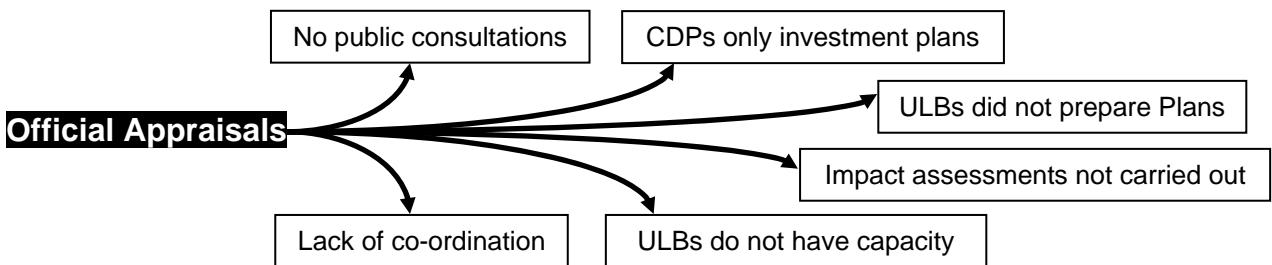 No public consultations
CDPs only investment plans
ULBs did not prepare Plans
Official Appraisals
Impact assessments not carried out
Lack of co-ordination
ULBs do not have capacity